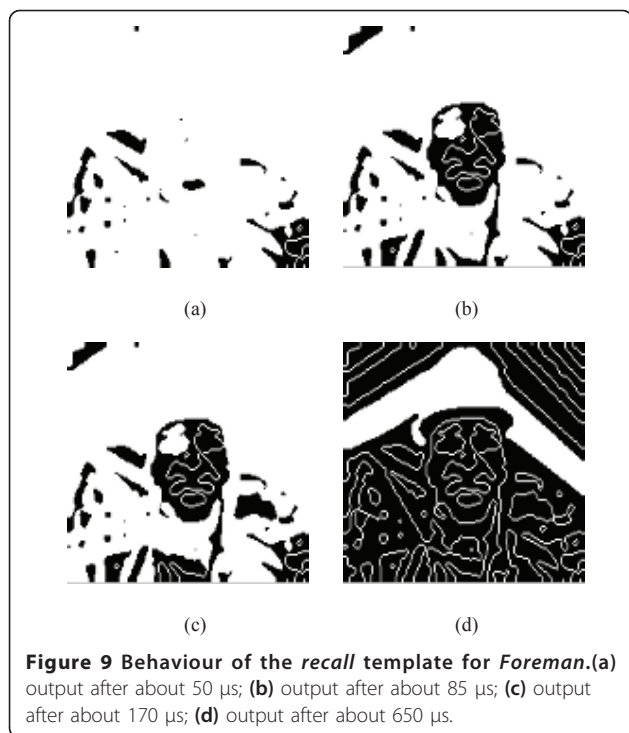 (a)
(b)
(c)
(d)
Figure 9 Behaviour of the recall template for Foreman.(a)
output after about 50 μs; (b) output after about 85 μs; (c) output
after about 170 μs; (d) output after about 650 μs.